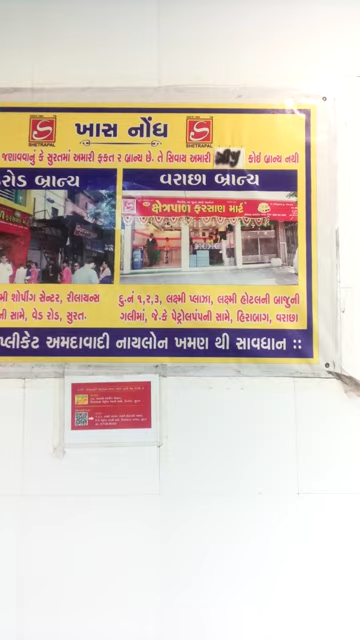 SHETRAPAL
ખાસ નોંધ
SHETRAPAL
જણાવવાનું કે સુરતમાં અમારી ફક્ત ૨ બ્રાન્ચ છે. તે સિવાય અમારી કોઈ બ્રાન્ચ નથી
રોડ બ્રાન્ચ
વરાછા બ્રાન્ચ
ક્ષેત્રપાળ ફરસાણ માર્ટ
શોપીંગ સેન્ટર, રીલાયન્સ
ની સામે, વેડ રોડ, સુરત.
દુ.નં ૧,૨,૩, લક્ષ્મી પ્લાઝા, લક્ષ્મી હોટલની બાજુની
ગલીમાં, જે.કે પેટ્રોલપંપની સામે, હિરાબાગ, વરાછા
પ્લીકેટ અમદાવાદી નાયલોન ખમણ થી સાવધાન ::